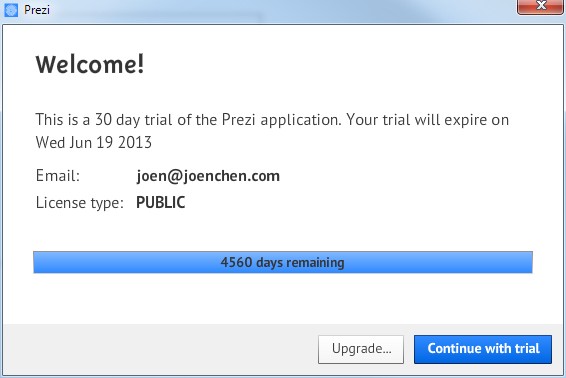 Prezi
Welcome!
This is a 30 day trial of the Prezi application. Your trial will expire on
Wed Jun 19 2013
Email: joen@joenchen.com
License type: PUBLIC
4560 days remaining
Upgrade... Continue with trial